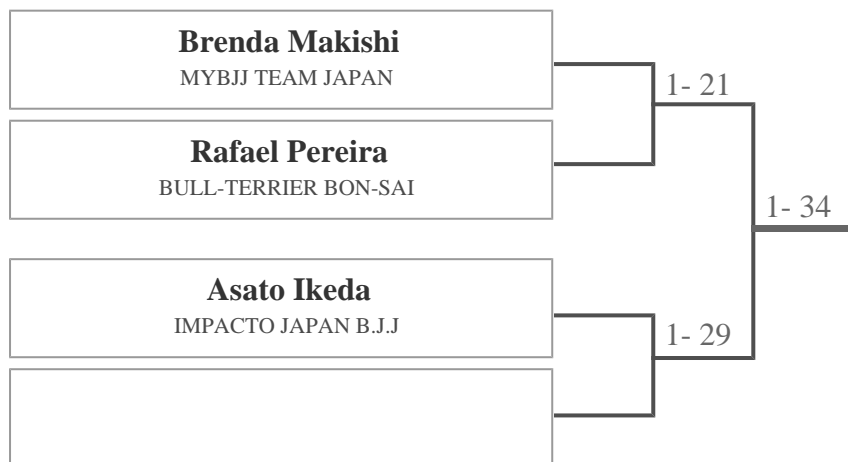 Brenda Makishi
MYBJJ TEAM JAPAN
1- 21
Rafael Pereira
BULL-TERRIER BON-SAI
1- 34
Asato Ikeda
IMPACTO JAPAN B.J.J
1- 29